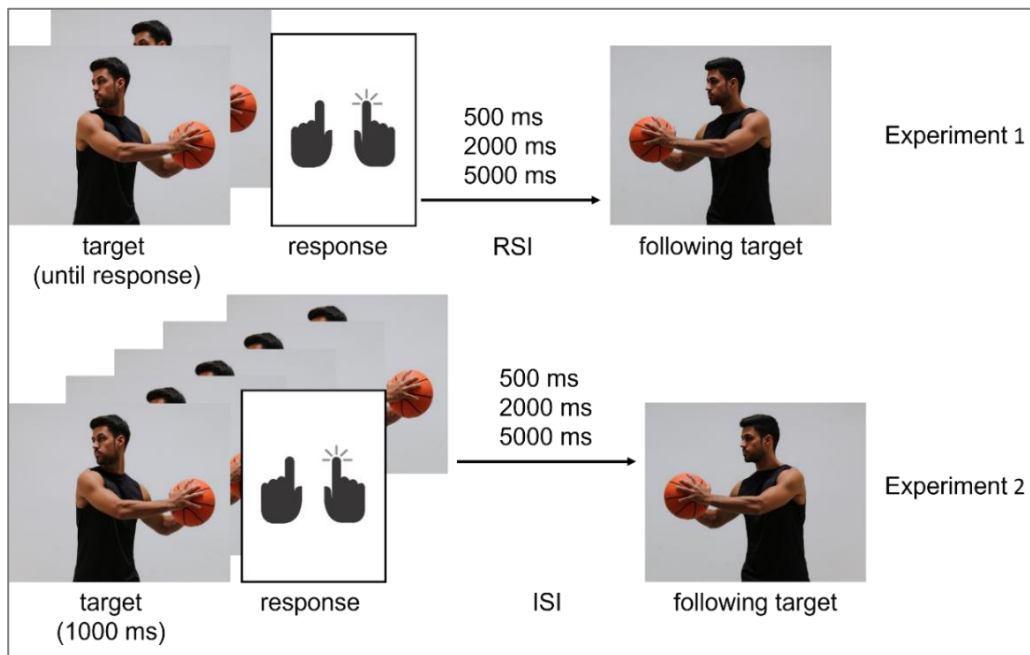 500 ms
2000 ms
5000 ms
Experiment 1
target
(until response)
response
RSI
following target
500 ms
2000 ms
5000 ms
Experiment 2
target
(1000 ms)
response
ISI
following target